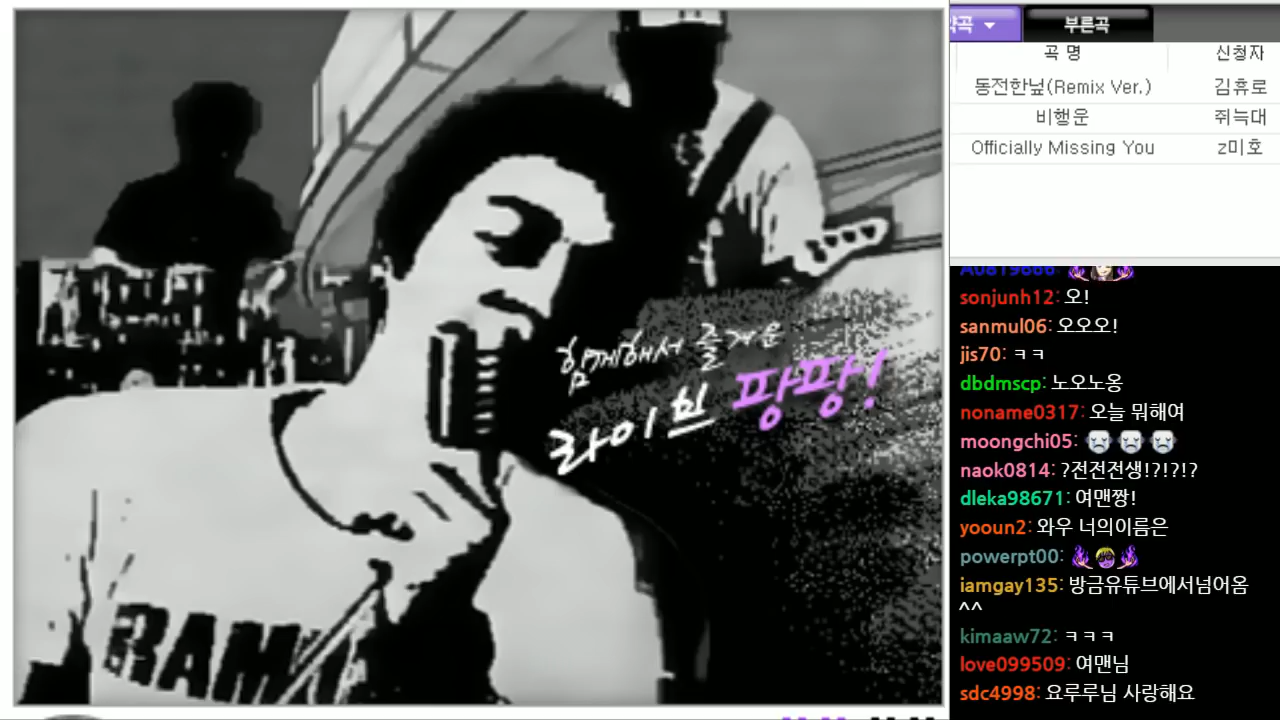 약곡
부른곡
곡 명
신청자
동전한닢(Remix Ver.)
김휴로
비행운
쥐늑대
Officially Missing You
z미호
함께해서 즐거운
라이브 팡팡!
A0819886:
sonjunh12: 오!
sanmul06: 오오오!
jis70: ㅋㅋ
dbdmscp: 노오노옹
noname0317: 오늘 뭐해여
moongchi05:
naok0814: ?전전전생!?!?!?
dleka98671: 여맨짱!
yooun2: 와우 너의이름은
powerpt00:
iamgay135: 방금유튜브에서넘어옴
^^
kimaaw72: ㅋㅋㅋ
love099509: 여맨님
sdc4998: 요루루님 사랑해요